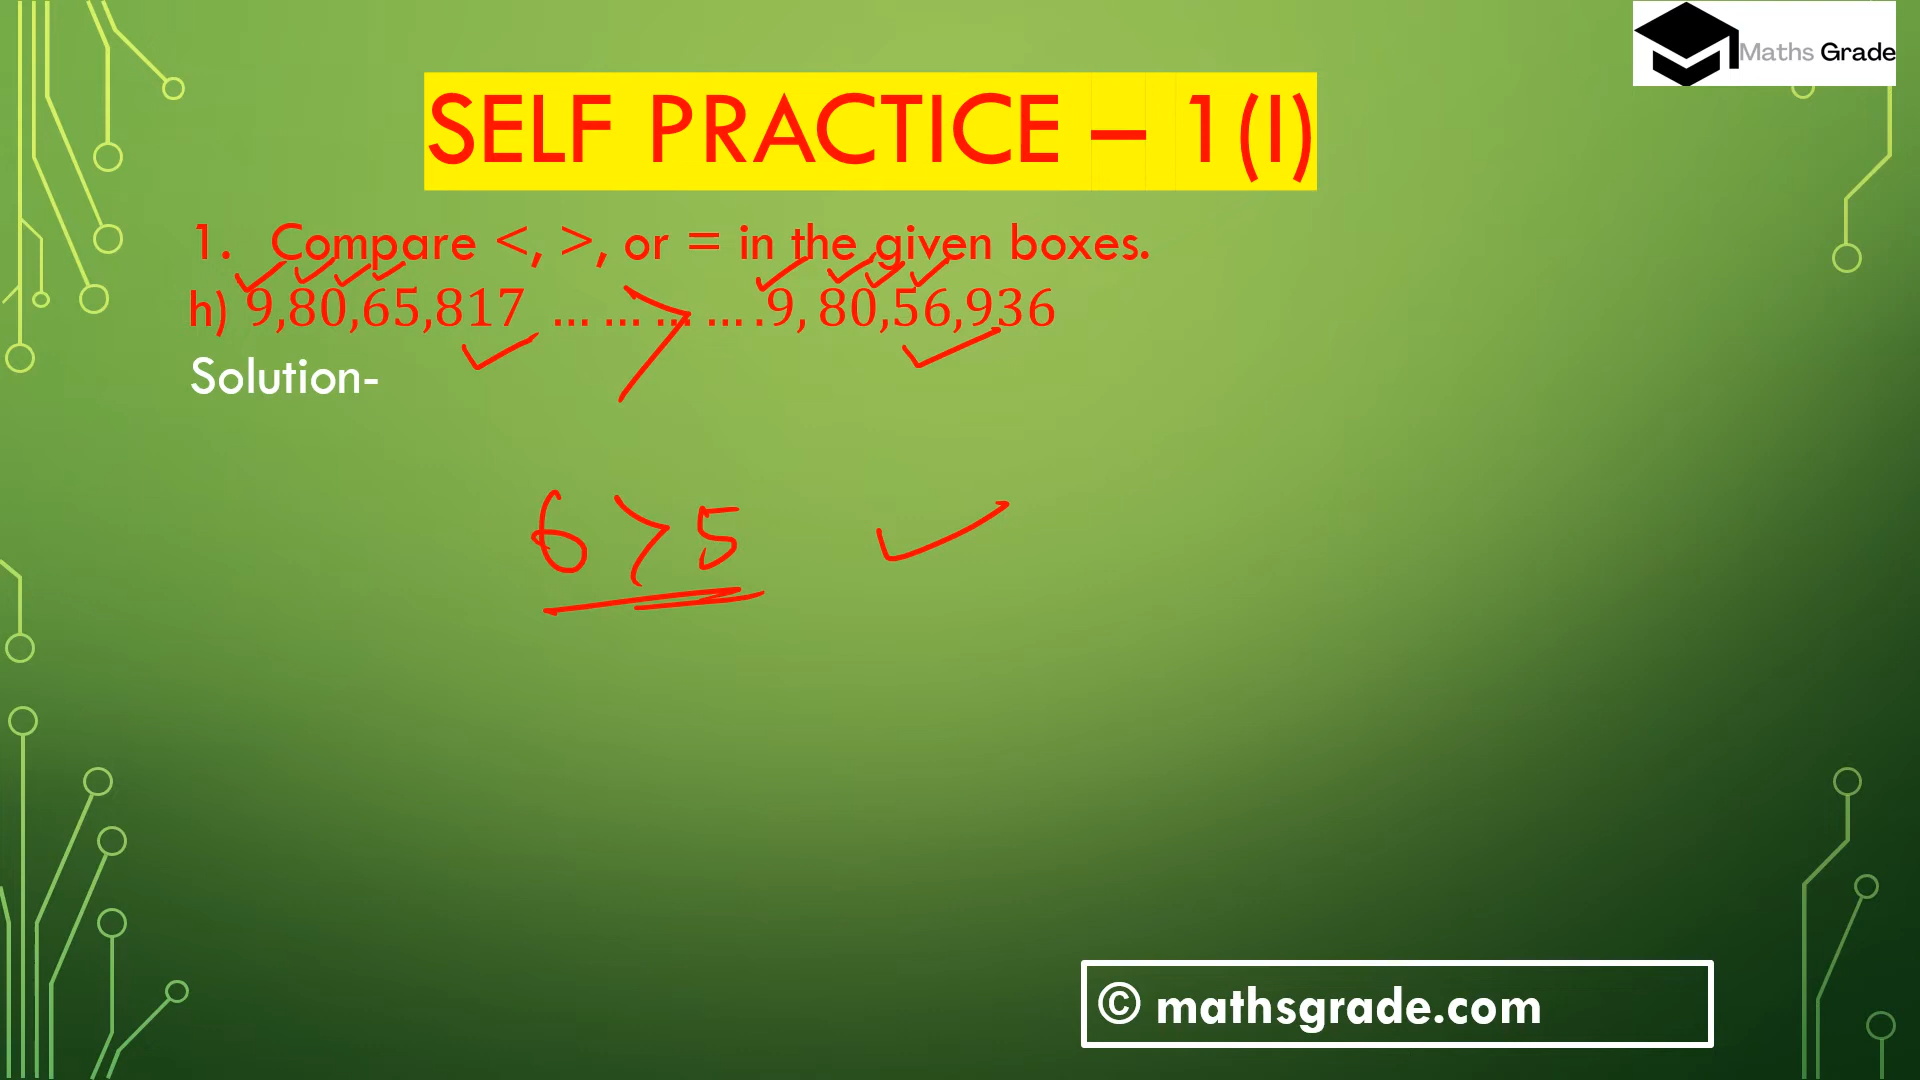 Maths Grade
SELF PRACTICE – 1(I)
1. Compare <, >, or = in the given boxes.
h) 9,80,65,817 ... ... ... ... . 9, 80,56,936
>
Solution-
6 > 5
© mathsgrade.com